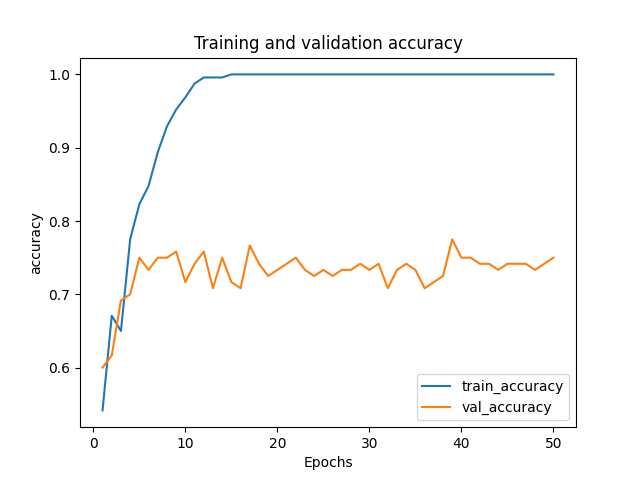 Training and validation accuracy
accuracy
1.0
0.9
0.8
0.7
0.6
train_accuracy
val_accuracy
0 10 20 30 40 50
Epochs